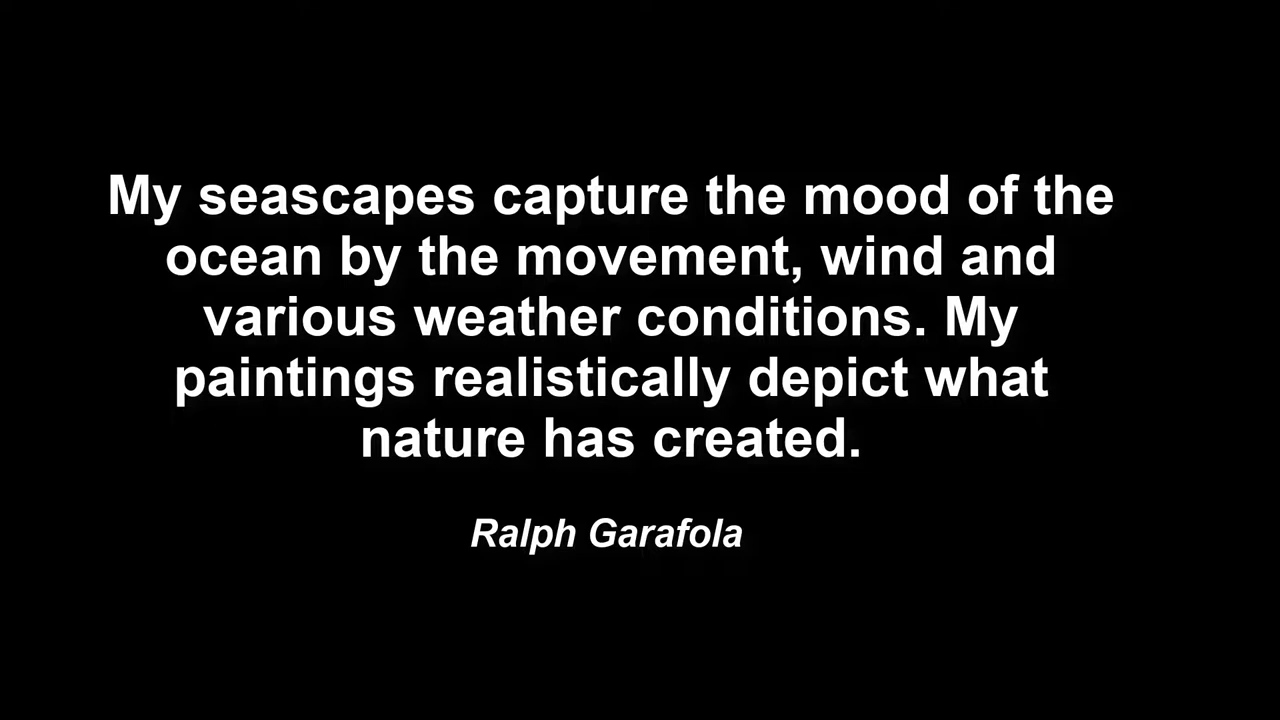 My seascapes capture the mood of the
ocean by the movement, wind and
various weather conditions. My
paintings realistically depict what
nature has created.
Ralph Garafola